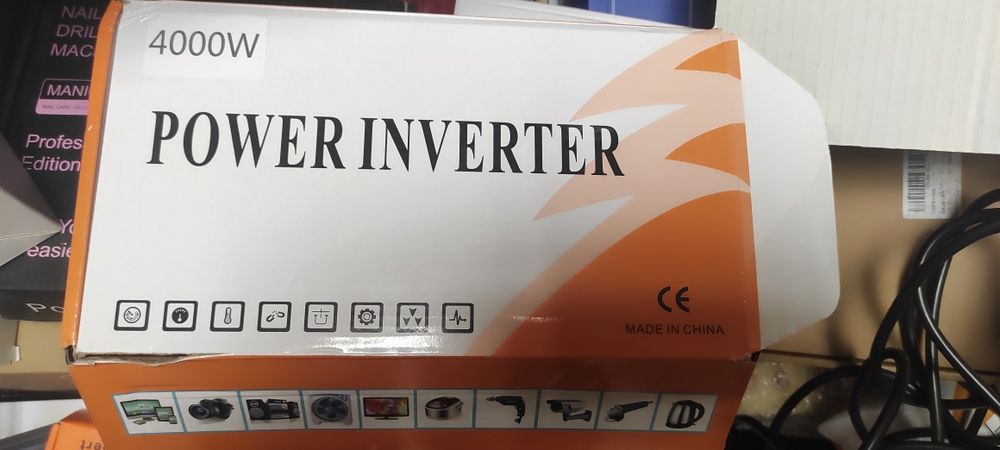 NAIL
DRIL
MAC
MANI
Profes
Edition
easie
4000W
POWER INVERTER
CE
MADE IN CHINA